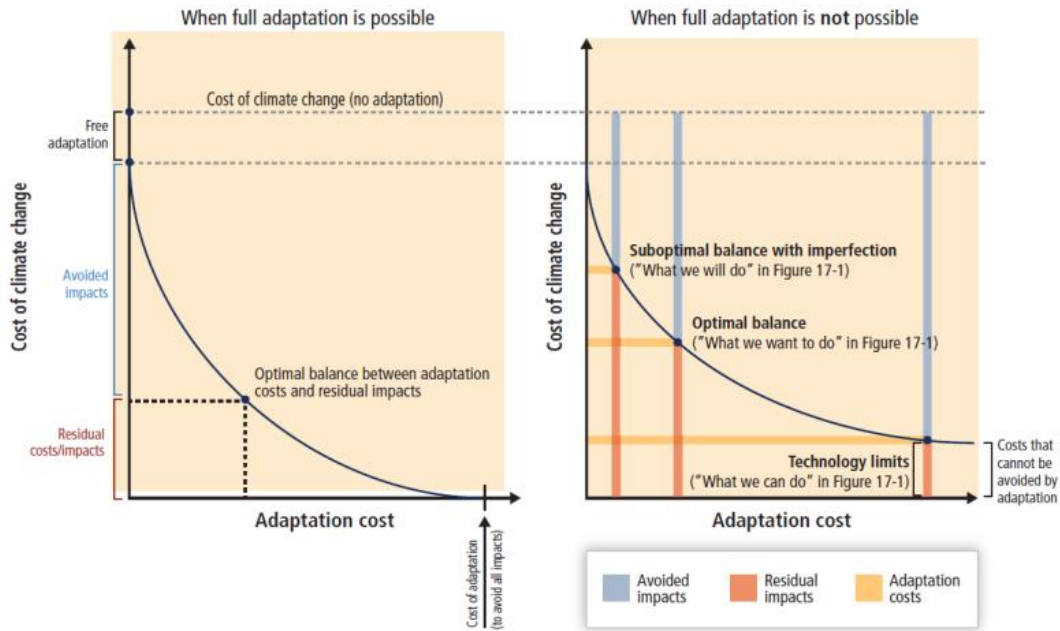 When full adaptation is possible
Cost of climate change (no adaptation)
Free
adaptation
Cost of climate change
Avoided
impacts
Optimal balance between adaptation
costs and residual impacts
Residual
costs/impacts
Adaptation cost
Cost of adaptation
(to avoid all impacts)
When full adaptation is not possible
Cost of climate change
Suboptimal balance with imperfection
("What we will do" in Figure 17-1)
Optimal balance
("What we want to do" in Figure 17-1)
Technology limits
("What we can do" in Figure 17-1)
Costs that
cannot be
avoided by
adaptation
Adaptation cost
Avoided
impacts
Residual
impacts
Adaptation
costs